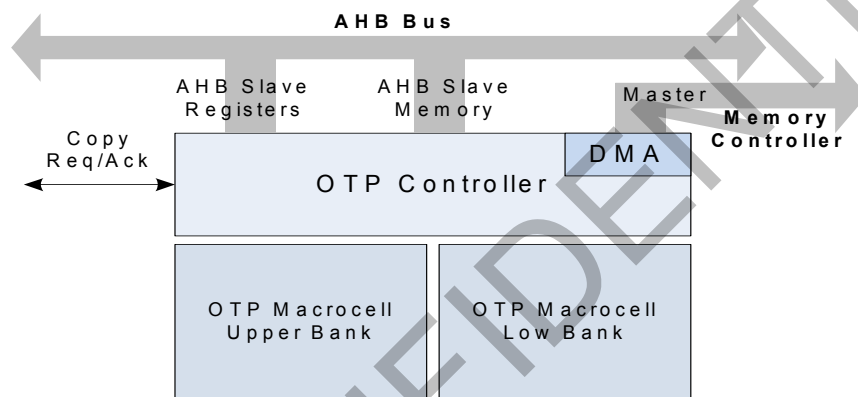 AHB Bus
AHB Slave
Registers
AHB Slave
Memory
Master
Memory
Controller
Copy
Req/Ack
DMA
OTP Controller
OTP Macrocell
Upper Bank
OTP Macrocell
Low Bank